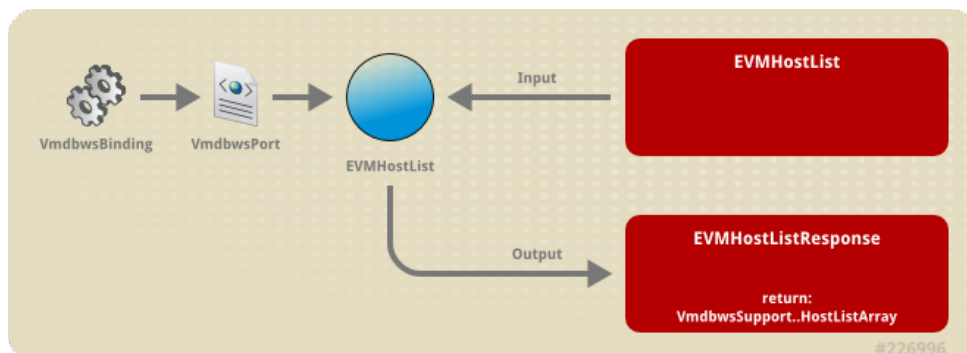 EVMHostList
Input
VmdbwsBinding
VmdbwsPort
EVMHostList
EVMHostListResponse
Output
return:
VmdbwsSupport..HostListArray
#226996